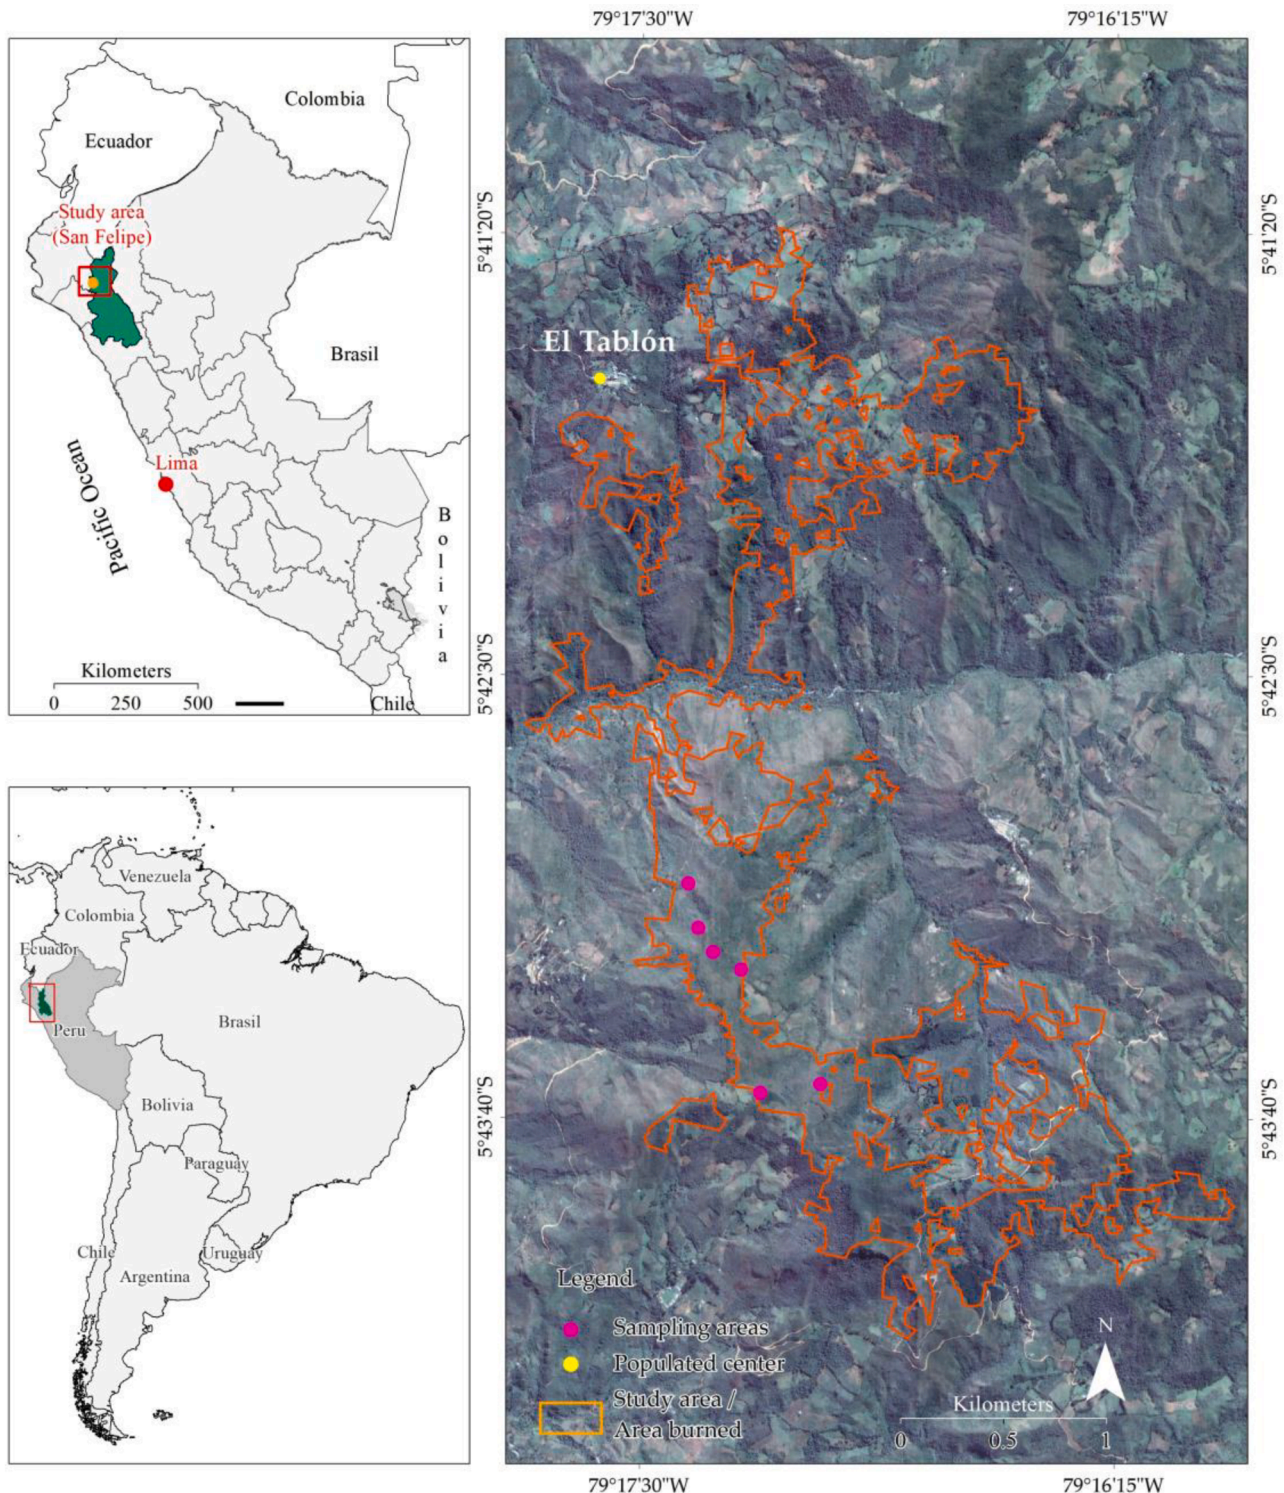 Colombia
Ecuador
Study area
(San Felipe)
Brasil
Lima
Pacific Ocean
Bolivia
Kilometers
0 250 500
Chile
Venezuela
Colombia
Ecuador
Peru
Brasil
Bolivia
Paraguay
Chile
Uruguay
Argentina
79°17'30"W 79°16'15"W
5°41'20"S 5°41'20"S
El Tablón
5°42'30"S 5°42'30"S
5°43'40"S 5°43'40"S
Legend
Sampling areas
Populated center
Study area /
Area burned
N
Kilometers
0 0.5 1
79°17'30"W 79°16'15"W